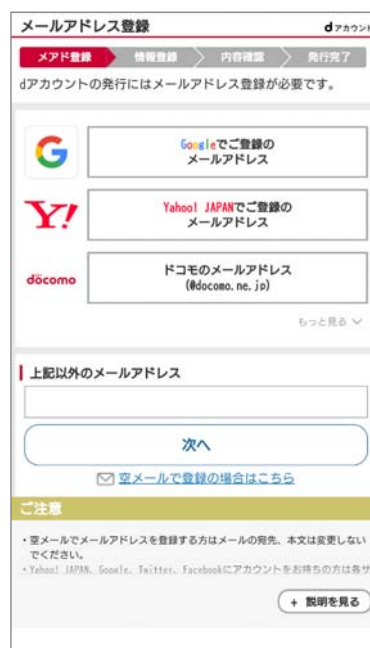 メールアドレス登録
dアカウント
メアド登録 情報登録 内容確認 発行完了
dアカウントの発行にはメールアドレス登録が必要です。
G
Googleでご登録の
メールアドレス
Y!
Yahoo! JAPANでご登録の
メールアドレス
döcomo
ドコモのメールアドレス
(@docomo.ne.jp)
もっと見る
上記以外のメールアドレス
次へ
空メールで登録の場合はこちら
ご注意
・空メールでメールアドレスを登録する方はメールの宛先、本文は変更しない
でください。
・Yahoo! JAPAN、Google、Twitter、Facebookにアカウントをお持ちの方は各サ
+ 説明を見る